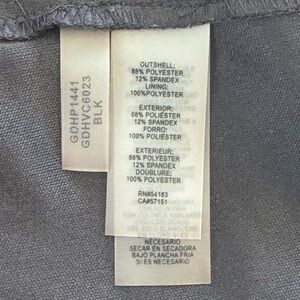 GDHP1441
GDHVC6023
BLK
OUTSHELL:
88% POLYESTER
12% SPANDEX
LINING:
100% POLYESTER
EXTERIOR:
88% POLIÉSTER
12% SPANDEX
FORRO:
100% POLIÉSTER
EXTERIEUR:
88% POLYESTER
12% SPANDEX
DOUBLURE:
100% POLYESTER
RN#54163
CA#57151
NECESARIO
SECAR EN SECADORA
BAJO PLANCHA FRIA
SI ES NECESARIO